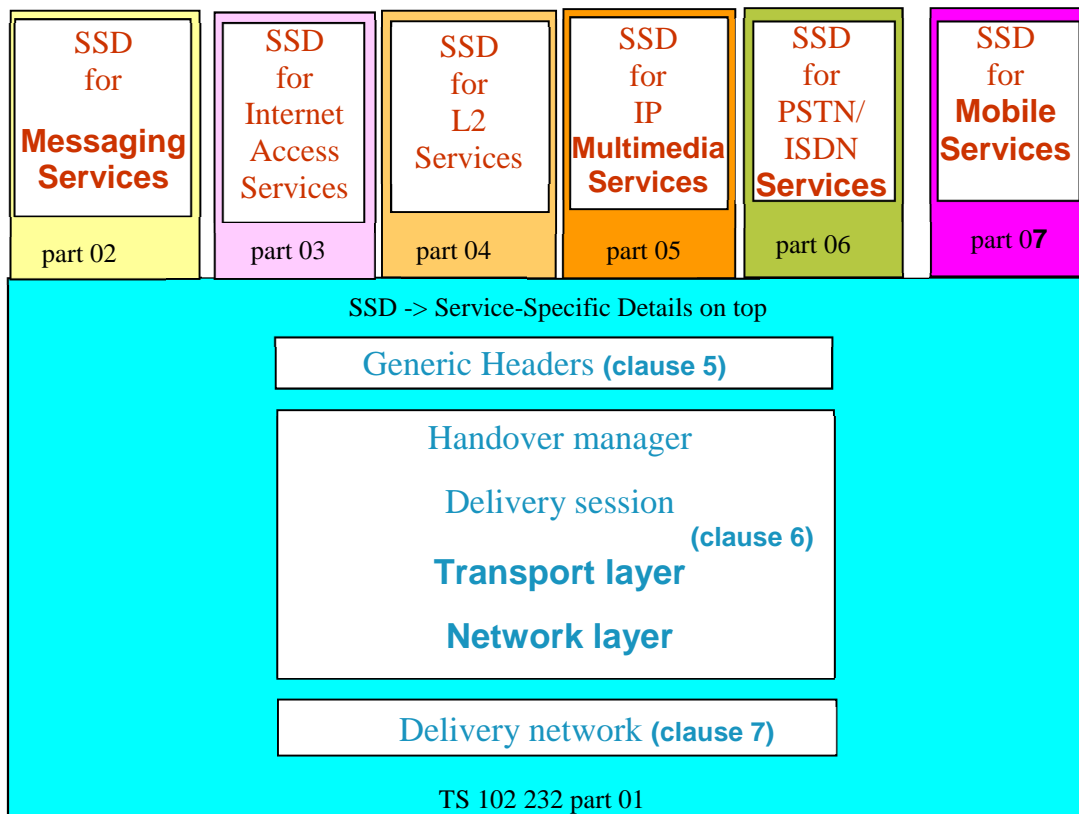 SSD
for
Messaging
Services
part 02
SSD
for
Internet
Access
Services
part 03
SSD
for
L2
Services
part 04
SSD
for
IP
Multimedia
Services
part 05
SSD
for
PSTN/
ISDN
Services
part 06
SSD
for
Mobile
Services
part 07
SSD -> Service-Specific Details on top
Generic Headers (clause 5)
Handover manager
Delivery session
(clause 6)
Transport layer
Network layer
Delivery network (clause 7)
TS 102 232 part 01